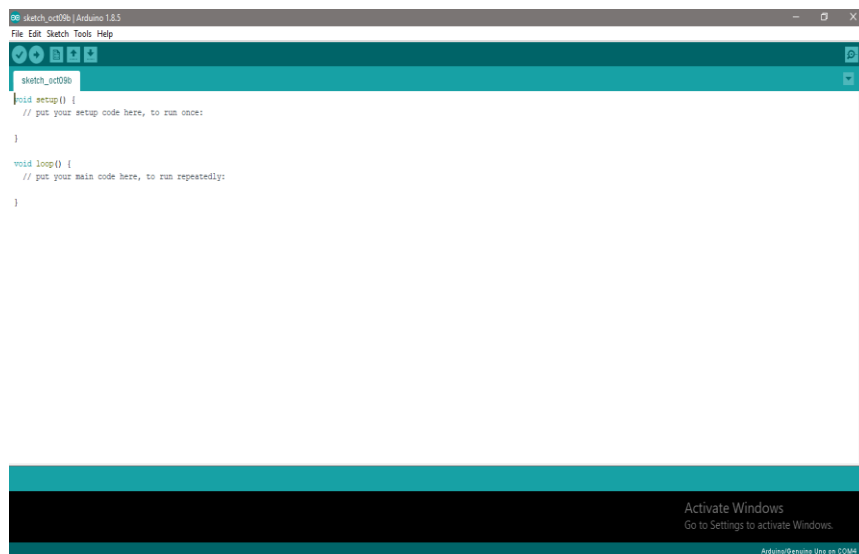 sketch_oct09b | Arduino 1.8.5
File Edit Sketch Tools Help
sketch_oct09b
void setup() {
// put your setup code here, to run once:
}
void loop() {
// put your main code here, to run repeatedly:
}
Activate Windows
Go to Settings to activate Windows.
Arduino/Genuino Uno on COM4